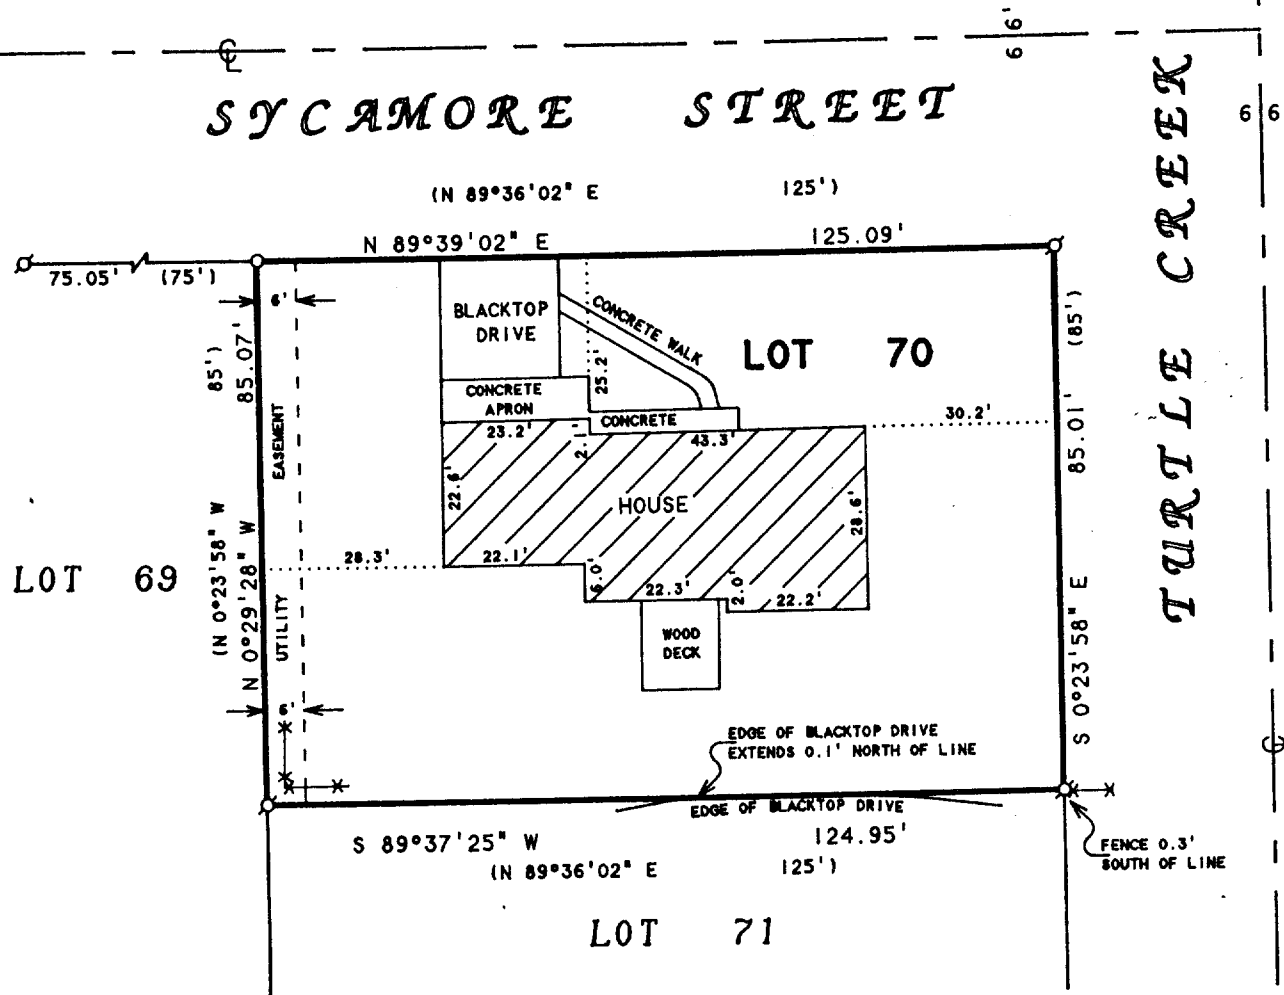 ℄
6 6'
SYCAMORE STREET
6 6
TURTLE CREEK
(N 89°36'02" E 125')
N 89°39'02" E 125.09'
75.05' (75')
6'
BLACKTOP
DRIVE
CONCRETE WALK
LOT 70
(85')
85.07'
85')
25.2'
CONCRETE
APRON
CONCRETE
30.2'
23.2'
2.1'
43.3'
85.01'
EASEMENT
22.6'
HOUSE
28.6'
28.3'
22.1'
6.0'
22.3'
2.0'
22.2'
LOT 69
(N 0°23'58" W
N 0°29'28" W
UTILITY
WOOD
DECK
S 0°23'58" E
6'
EDGE OF BLACKTOP DRIVE
EXTENDS 0.1' NORTH OF LINE
℄
EDGE OF BLACKTOP DRIVE
S 89°37'25" W 124.95'
(N 89°36'02" E 125')
FENCE 0.3'
SOUTH OF LINE
LOT 71